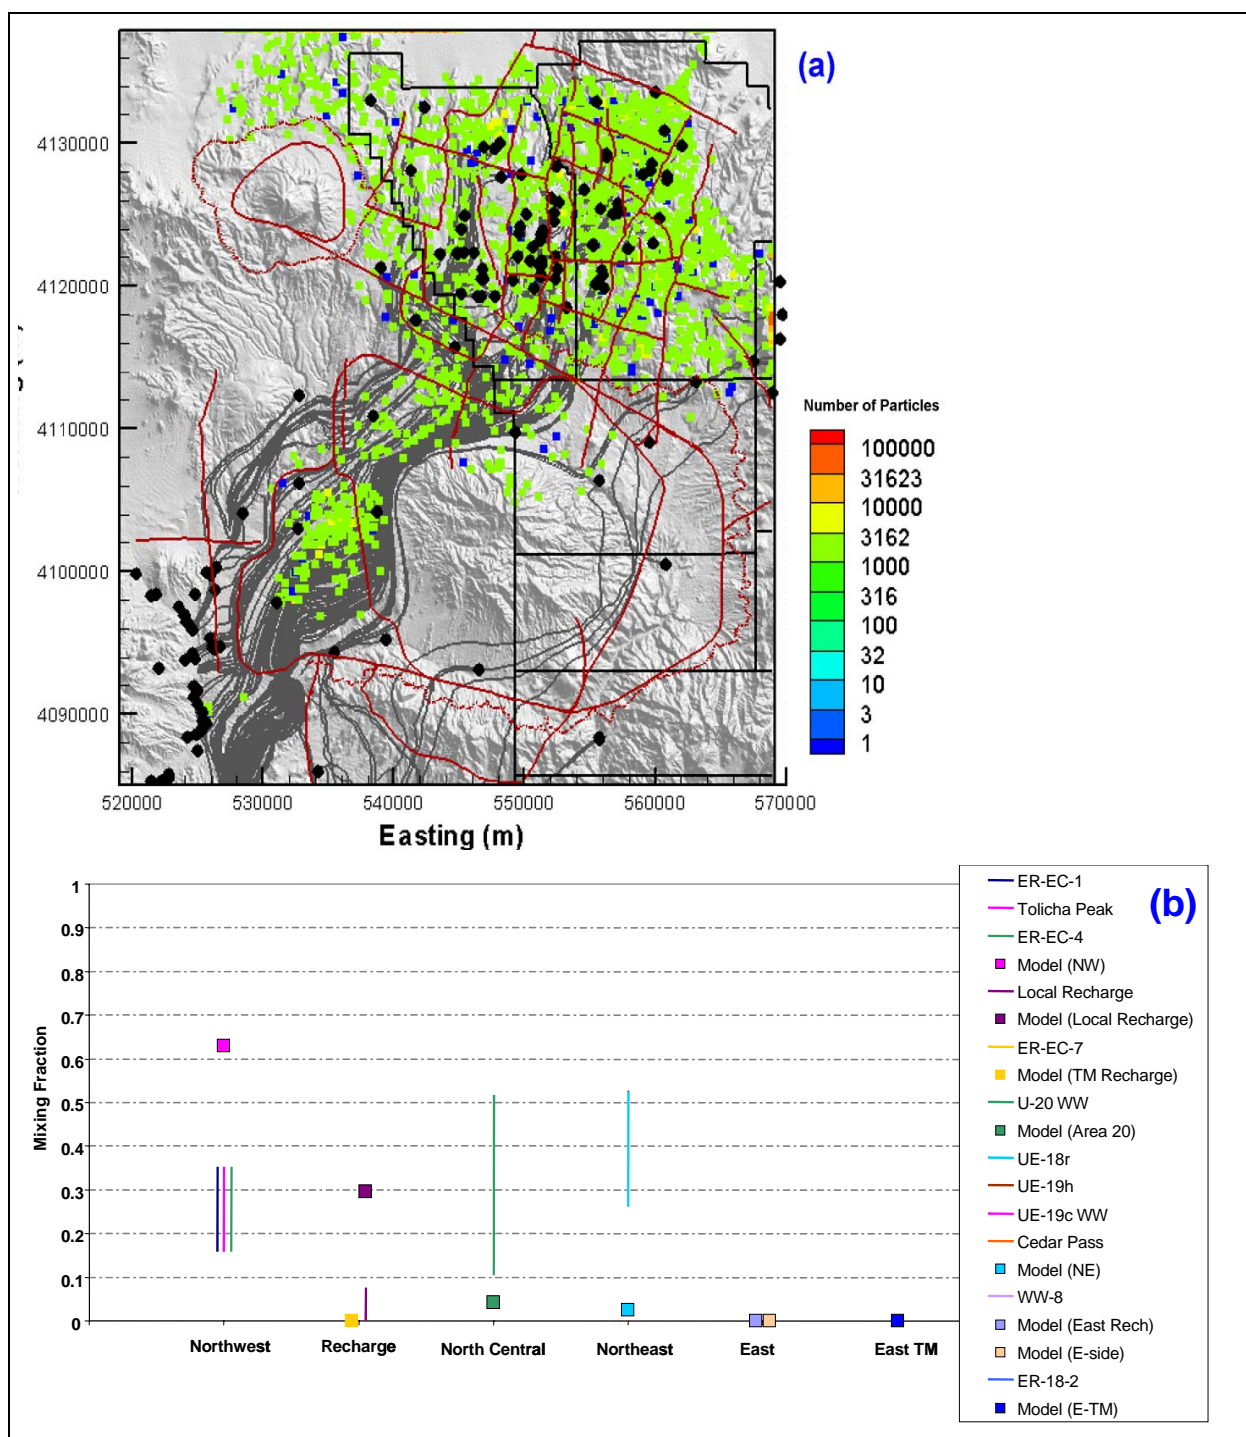 (a)
4130000
4120000
4110000
4100000
4090000
520000 530000 540000 550000 560000 570000
Easting (m)
Number of Particles
100000
31623
10000
3162
1000
316
100
32
10
3
1
(b)
Mixing Fraction
1
0.9
0.8
0.7
0.6
0.5
0.4
0.3
0.2
0.1
0
Northwest Recharge North Central Northeast East East TM
ER-EC-1
Tolicha Peak
ER-EC-4
Model (NW)
Local Recharge
Model (Local Recharge)
ER-EC-7
Model (TM Recharge)
U-20 WW
Model (Area 20)
UE-18r
UE-19h
UE-19c WW
Cedar Pass
Model (NE)
WW-8
Model (East Rech)
Model (E-side)
ER-18-2
Model (E-TM)